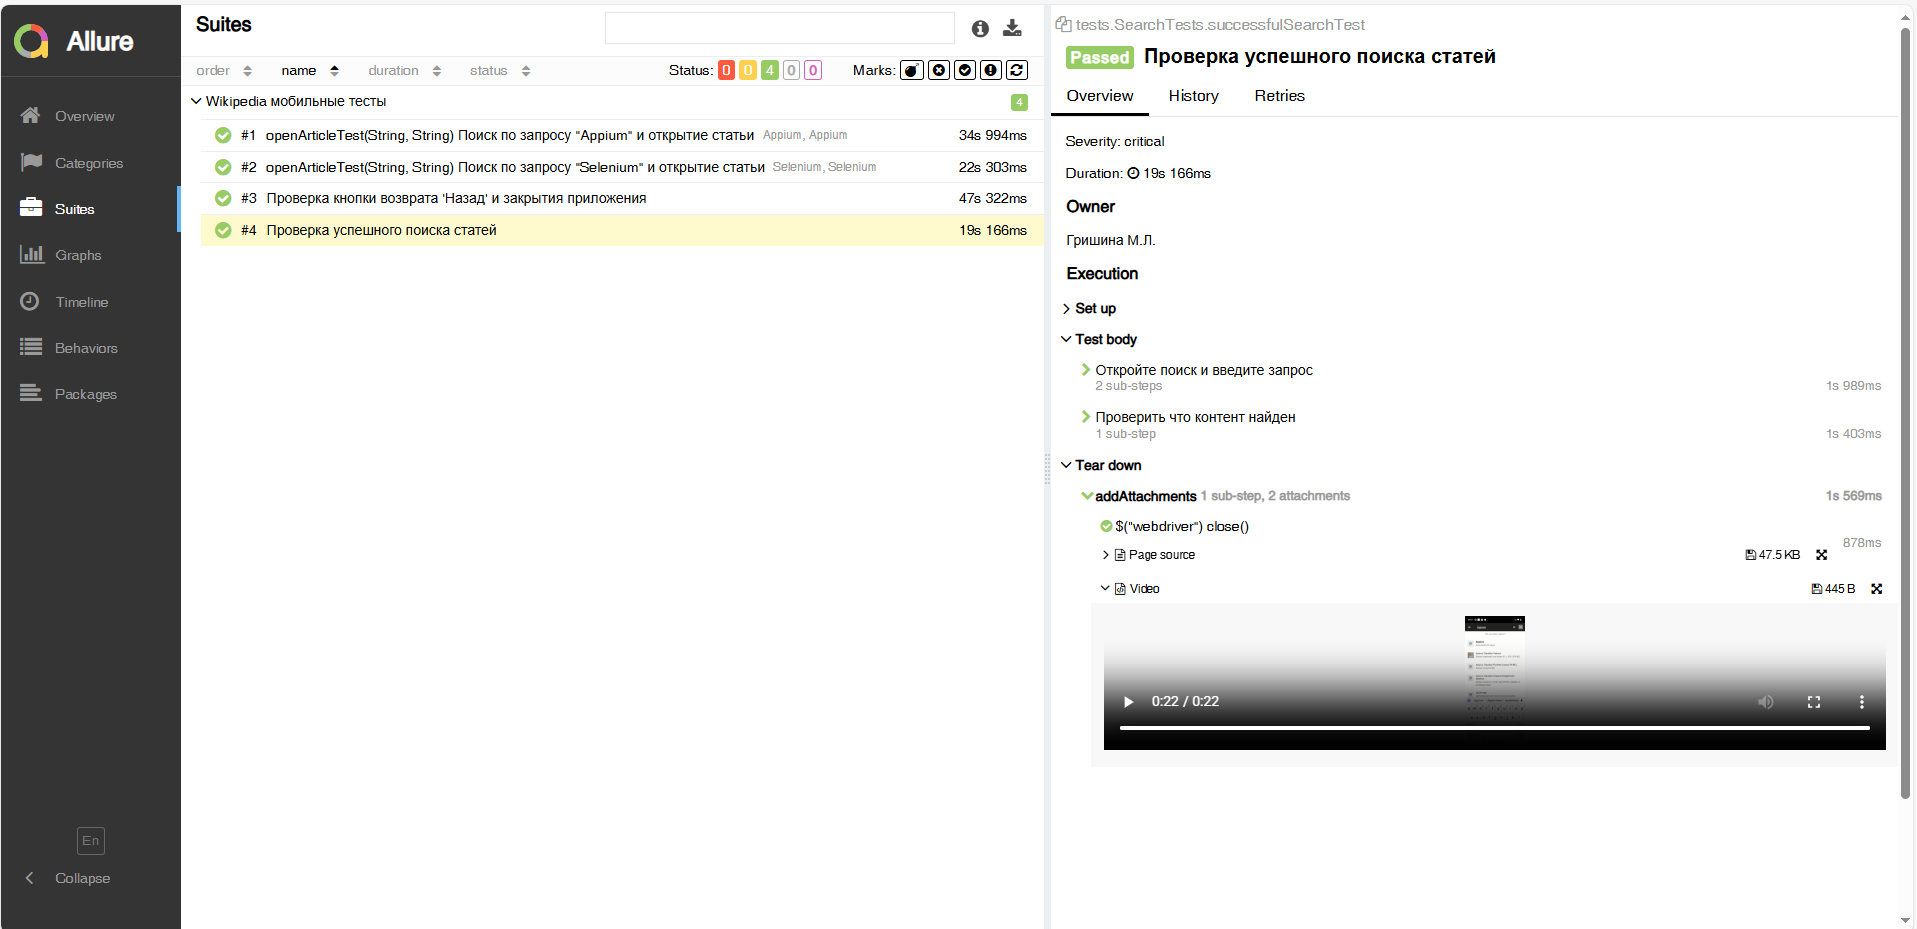 Allure
Overview
Categories
Suites
Graphs
Timeline
Behaviors
Packages
En
Collapse
Suites
order name duration status Status: 0 0 4 0 0 Marks:
Wikipedia мобильные тесты 4
#1 openArticleTest(String, String) Поиск по запросу "Appium" и открытие статьи Appium, Appium 34s 994ms
#2 openArticleTest(String, String) Поиск по запросу "Selenium" и открытие статьи Selenium, Selenium 22s 303ms
#3 Проверка кнопки возврата 'Назад' и закрытия приложения 47s 322ms
#4 Проверка успешного поиска статей 19s 166ms
tests.SearchTests.successfulSearchTest
Passed Проверка успешного поиска статей
Overview History Retries
Severity: critical
Duration: 19s 166ms
Owner
Гришина М.Л.
Execution
Set up
Test body
Откройте поиск и введите запрос
2 sub-steps 1s 989ms
Проверить что контент найден
1 sub-step 1s 403ms
Tear down
addAttachments 1 sub-step, 2 attachments 1s 569ms
$("webdriver") close()
878ms
Page source 47.5 KB
Video 445 B
0:22 / 0:22